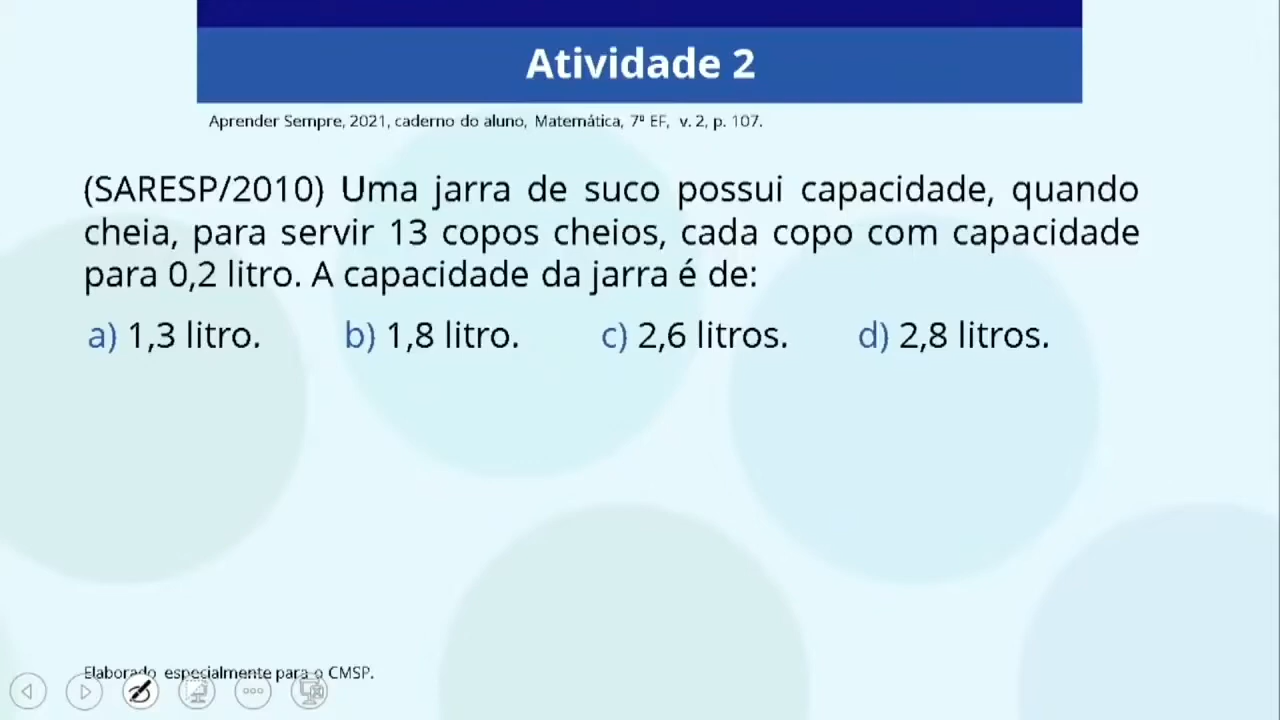 Atividade 2
Aprender Sempre, 2021, caderno do aluno, Matemática, 7º EF, v. 2, p. 107.
(SARESP/2010) Uma jarra de suco possui capacidade, quando
cheia, para servir 13 copos cheios, cada copo com capacidade
para 0,2 litro. A capacidade da jarra é de:
a) 1,3 litro. b) 1,8 litro. c) 2,6 litros. d) 2,8 litros.
Elaborado especialmente para o CMSP.